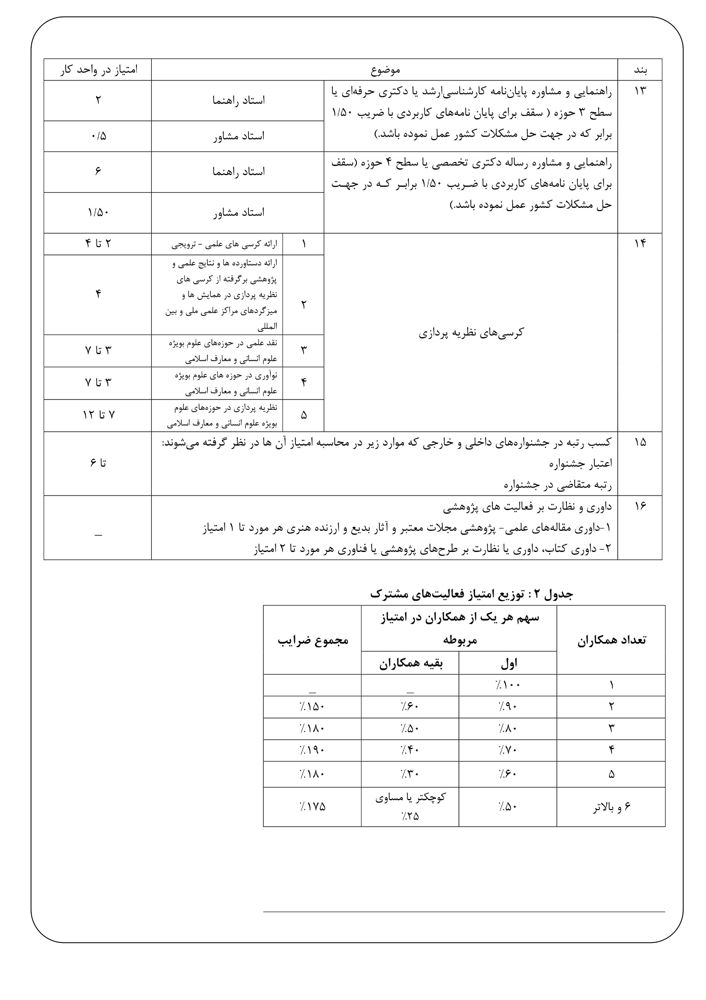 بند موضوع امتیاز در واحد کار
۱۳ راهنمایی و مشاوره پایان‌نامه کارشناسی‌ارشد یا دکتری حرفه‌ای یا
سطح ۳ حوزه ( سقف برای پایان نامه‌های کاربردی با ضریب ۱/۵۰
برابر که در جهت حل مشکلات کشور عمل نموده باشد.)
استاد راهنما ۲
استاد مشاور ۰/۵
راهنمایی و مشاوره رساله دکتری تخصصی یا سطح ۴ حوزه (سقف
برای پایان نامه‌های کاربردی با ضریب ۱/۵۰ برابر که در جهت
حل مشکلات کشور عمل نموده باشد.)
استاد راهنما ۶
استاد مشاور ۱/۵۰
۱۴ کرسی‌های نظریه پردازی
۱ ارائه کرسی های علمی - ترویجی ۲ تا ۴
۲ ارائه دستاورده ها و نتایج علمی و
پژوهشی برگرفته از کرسی های
نظریه پردازی در همایش ها و
میزگردهای مراکز علمی ملی و بین
المللی
۴
۳ نقد علمی در حوزه‌های علوم بویژه
علوم انسانی و معارف اسلامی
۳ تا ۷
۴ نوآوری در حوزه های علوم بویژه
علوم انسانی و معارف اسلامی
۳ تا ۷
۵ نظریه پردازی در حوزه‌های علوم
بویژه علوم انسانی و معارف اسلامی
۷ تا ۱۲
۱۵ کسب رتبه در جشنواره‌های داخلی و خارجی که موارد زیر در محاسبه امتیاز آن ها در نظر گرفته می‌شوند:
اعتبار جشنواره
رتبه متقاضی در جشنواره
تا ۶
۱۶ داوری و نظارت بر فعالیت های پژوهشی
۱-داوری مقاله‌های علمی- پژوهشی مجلات معتبر و آثار بدیع و ارزنده هنری هر مورد تا ۱ امتیاز
۲- داوری کتاب، داوری یا نظارت بر طرح‌های پژوهشی یا فناوری هر مورد تا ۲ امتیاز
_
جدول ۲ : توزیع امتیاز فعالیت‌های مشترک
تعداد همکاران
سهم هر یک از همکاران در امتیاز
مربوطه
مجموع ضرایب
اول بقیه همکاران
۱ ٪۱۰۰ _ _
۲ ٪۹۰ ٪۶۰ ٪۱۵۰
۳ ٪۸۰ ٪۵۰ ٪۱۸۰
۴ ٪۷۰ ٪۴۰ ٪۱۹۰
۵ ٪۶۰ ٪۳۰ ٪۱۸۰
۶ و بالاتر ٪۵۰ کوچکتر یا مساوی
٪۲۵
٪۱۷۵